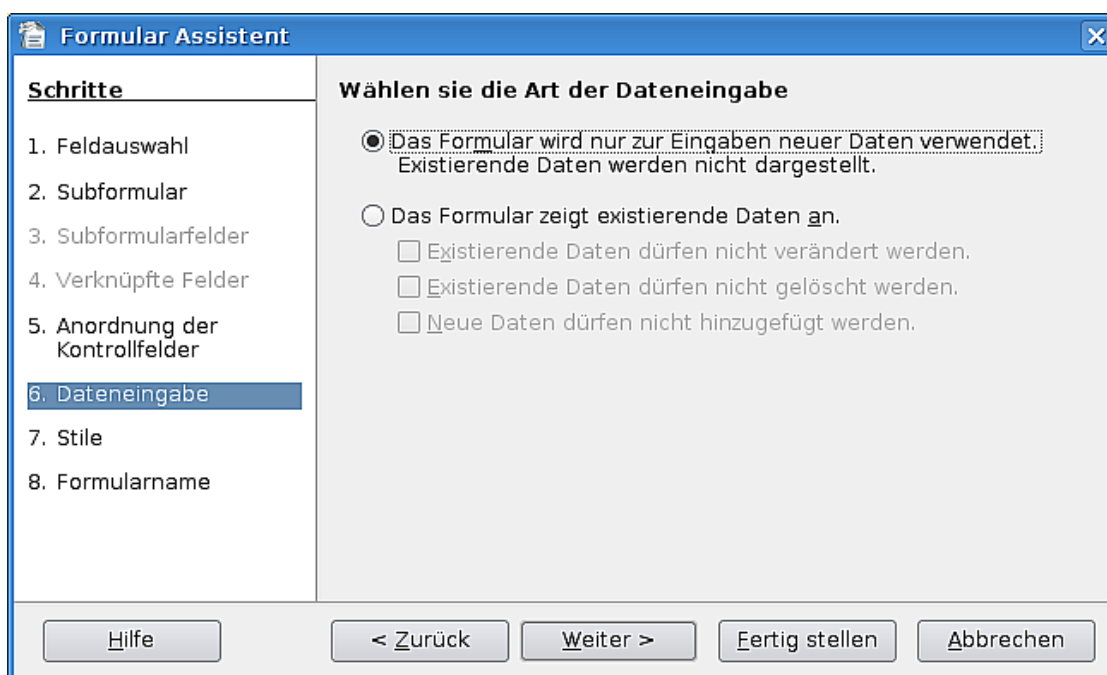 Formular Assistent
Schritte
1. Feldauswahl
2. Subformular
3. Subformularfelder
4. Verknüpfte Felder
5. Anordnung der
Kontrollfelder
6. Dateneingabe
7. Stile
8. Formularname
Wählen sie die Art der Dateneingabe
Das Formular wird nur zur Eingaben neuer Daten verwendet.
Existierende Daten werden nicht dargestellt.
Das Formular zeigt existierende Daten an.
Existierende Daten dürfen nicht verändert werden.
Existierende Daten dürfen nicht gelöscht werden.
Neue Daten dürfen nicht hinzugefügt werden.
Hilfe
< Zurück
Weiter >
Fertig stellen
Abbrechen